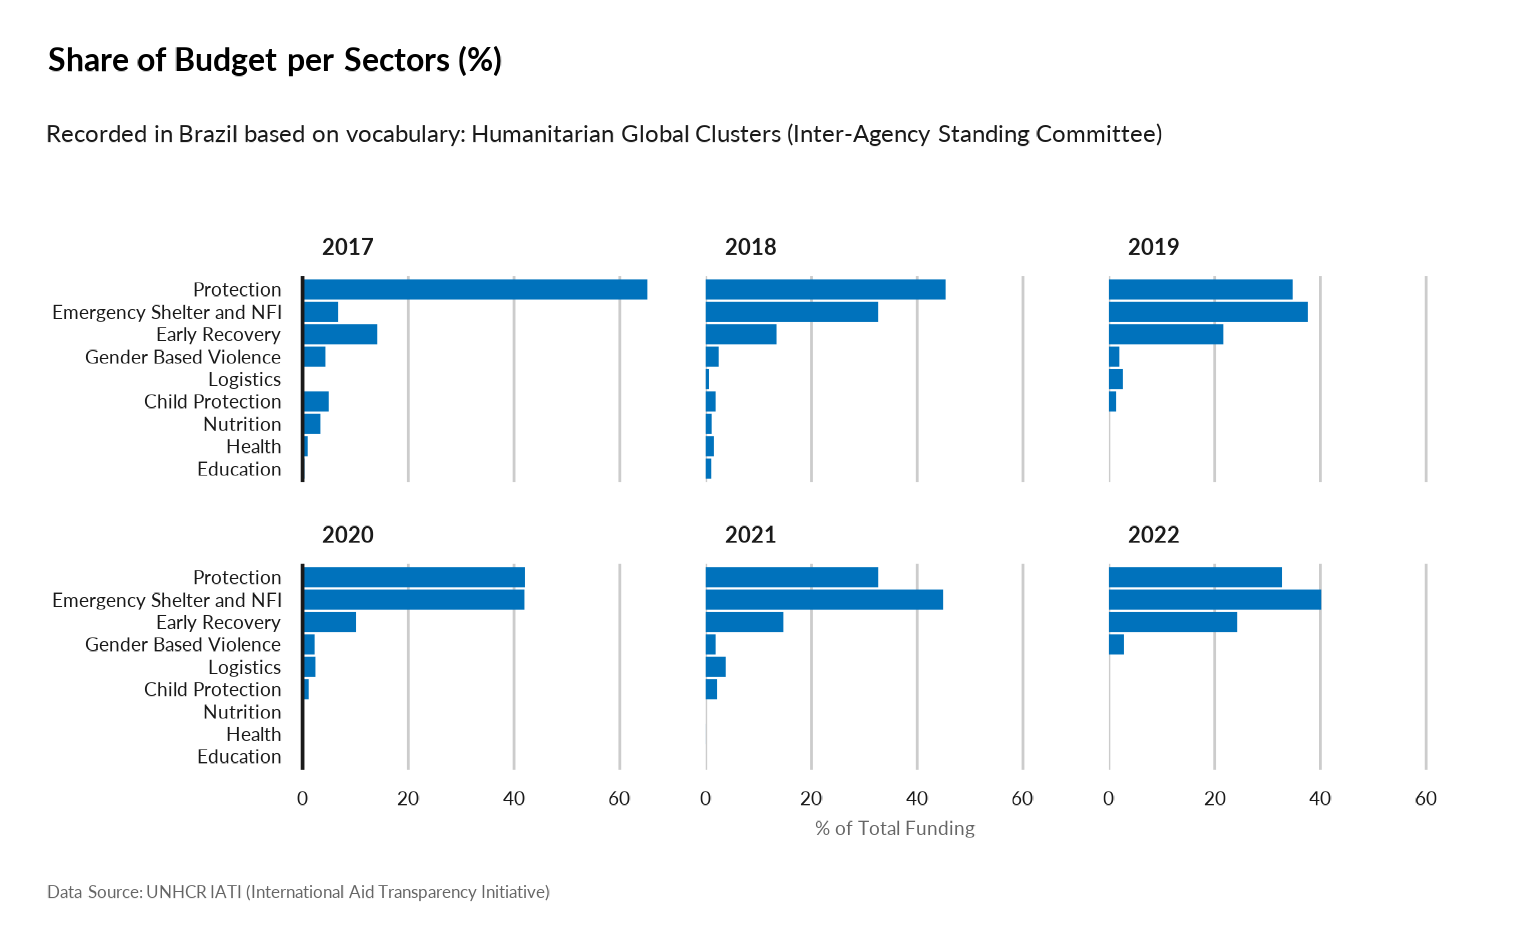 Share of Budget per Sectors (%)
Recorded in Brazil based on vocabulary: Humanitarian Global Clusters (Inter-Agency Standing Committee)
2017
2018
2019
Protection
Emergency Shelter and NFI
Early Recovery
Gender Based Violence
Logistics
Child Protection
Nutrition
Health
Education
2020
2021
2022
Protection
Emergency Shelter and NFI
Early Recovery
Gender Based Violence
Logistics
Child Protection
Nutrition
Health
Education
0 20 40 60 0 20 40 60 0 20 40 60
% of Total Funding
Data Source: UNHCR IATI (International Aid Transparency Initiative)